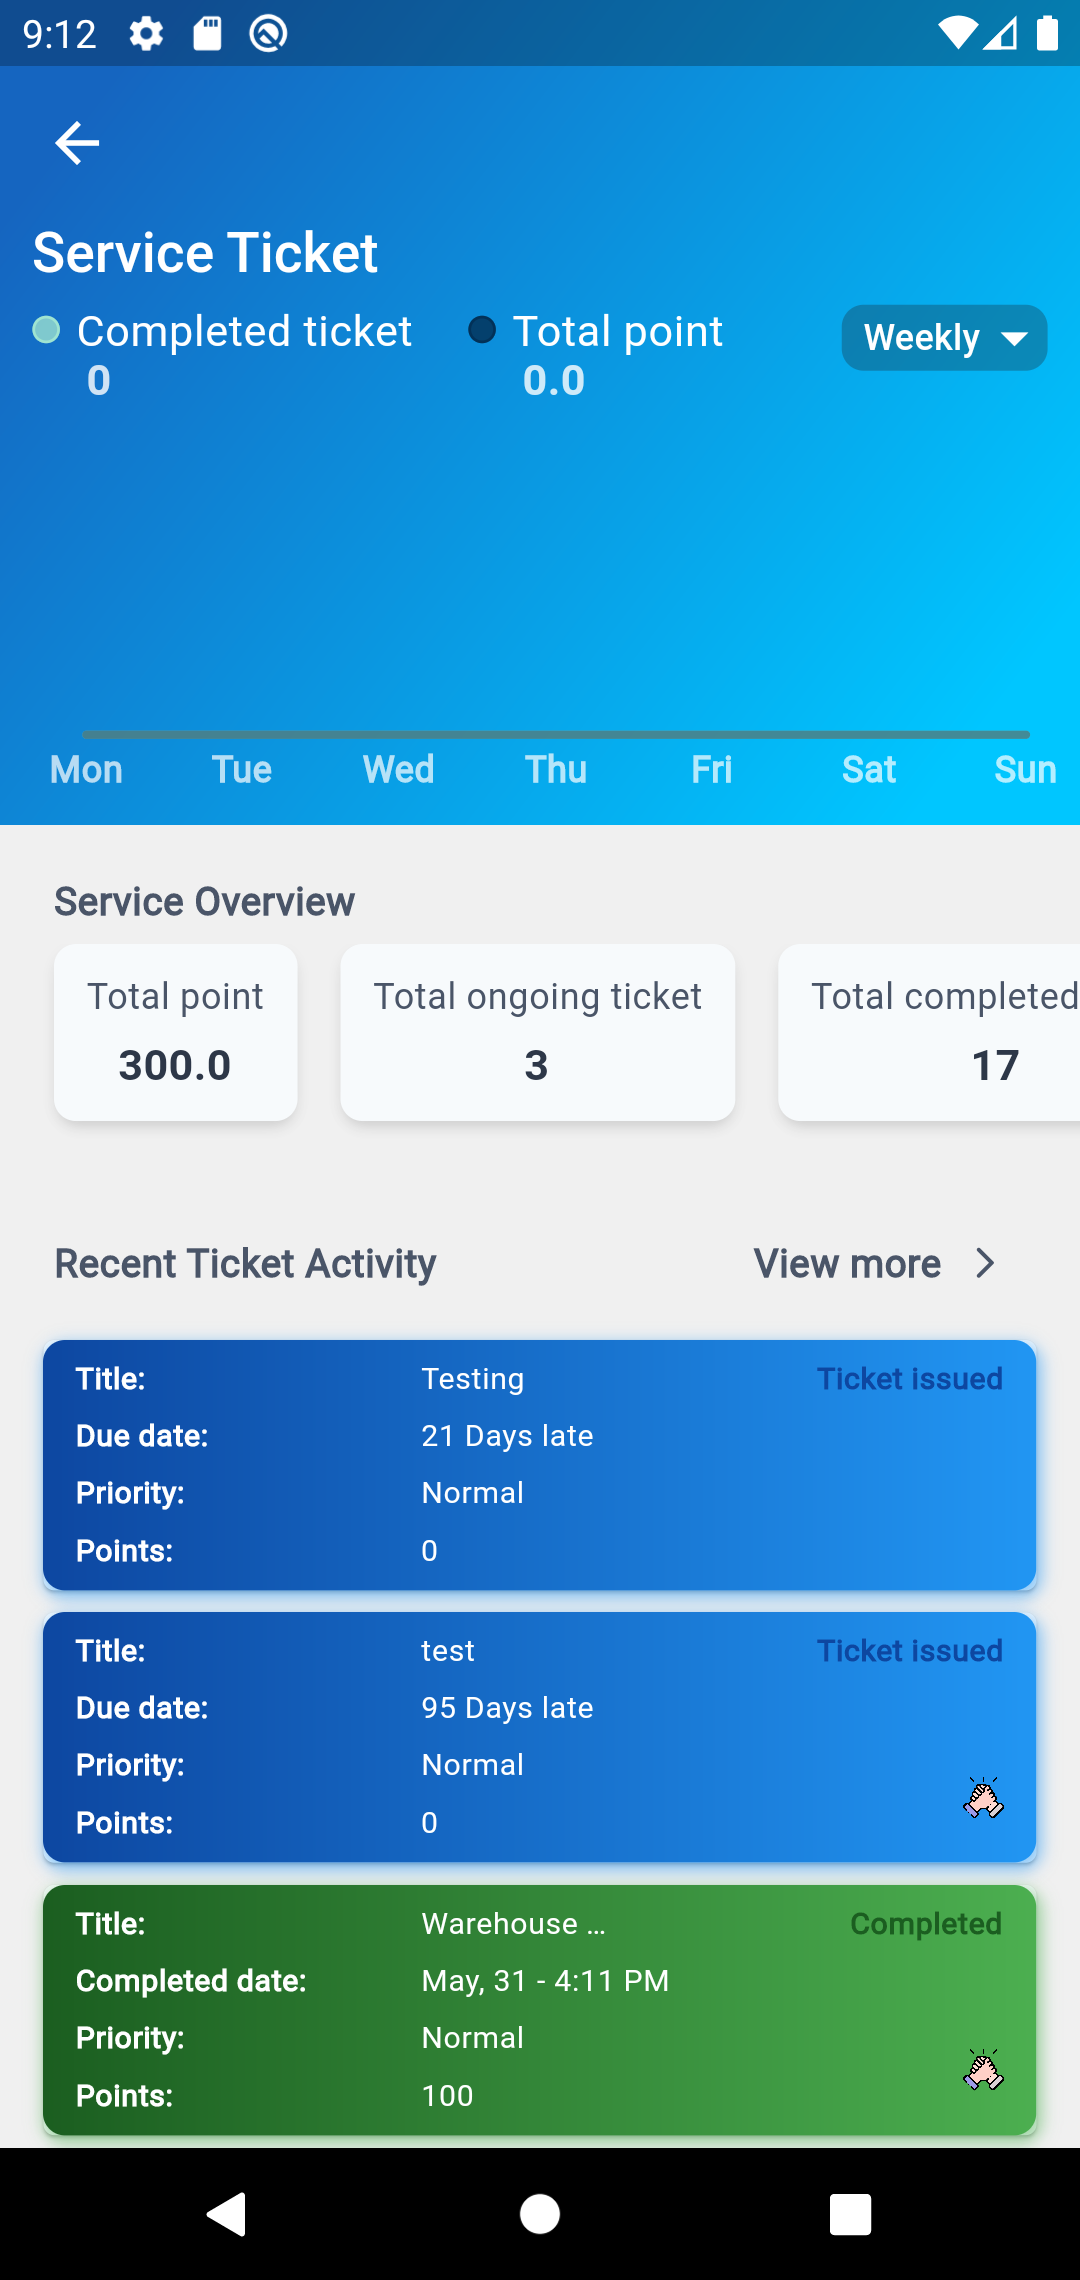 9:12
Service Ticket
Completed ticket
0
Total point
0.0
Weekly
Mon Tue Wed Thu Fri Sat Sun
Service Overview
Total point
300.0
Total ongoing ticket
3
Total completed
17
Recent Ticket Activity
View more
Title: Testing Ticket issued
Due date: 21 Days late
Priority: Normal
Points: 0
Title: test Ticket issued
Due date: 95 Days late
Priority: Normal
Points: 0
Title: Warehouse ... Completed
Completed date: May, 31 - 4:11 PM
Priority: Normal
Points: 100